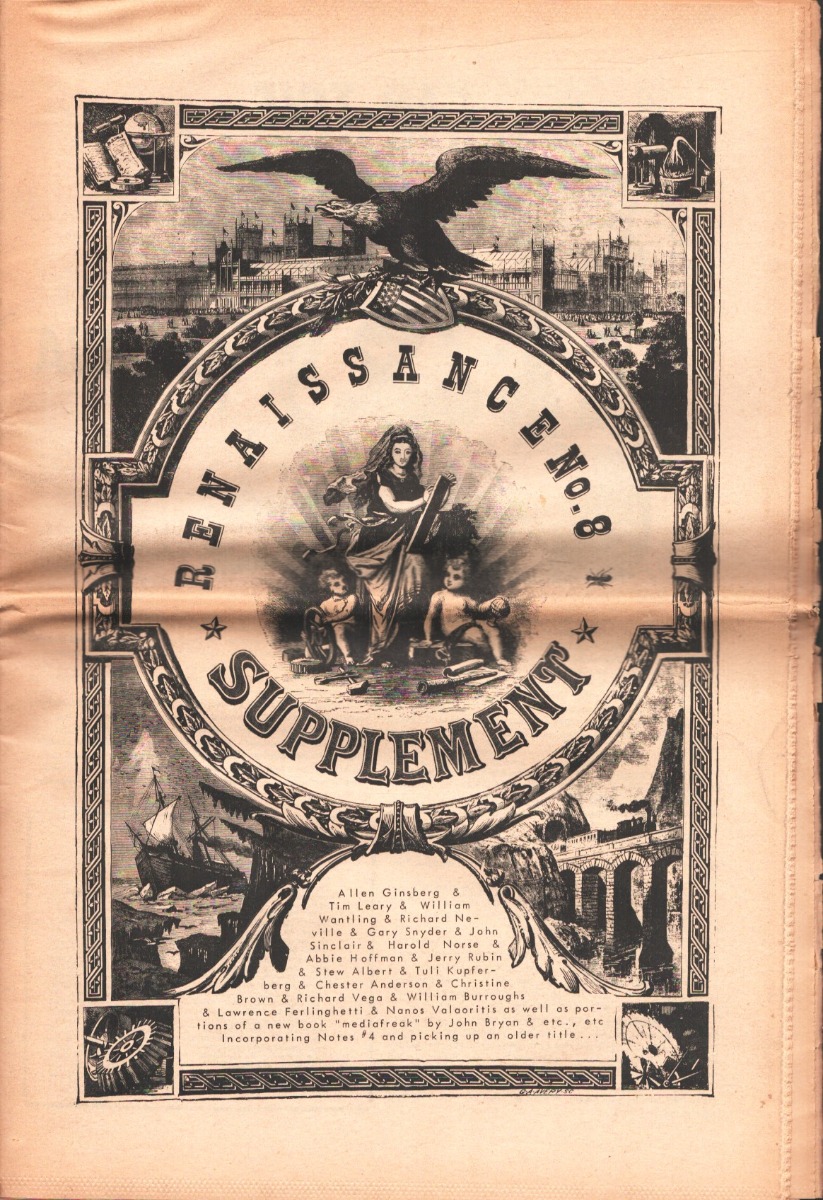 RENAISSANCE No. 8
SUPPLEMENT
Allen Ginsberg &
Tim Leary & William
Wantling & Richard Ne-
ville & Gary Snyder & John
Sinclair & Harold Norse &
Abbie Hoffman & Jerry Rubin
& Stew Albert & Tuli Kupfer-
berg & Chester Anderson & Christine
Brown & Richard Vega & William Burroughs
& Lawrence Ferlinghetti & Nanos Valaoritis as well as por-
tions of a new book "mediafreak" by John Bryan & etc., etc
Incorporating Notes #4 and picking up an older title...